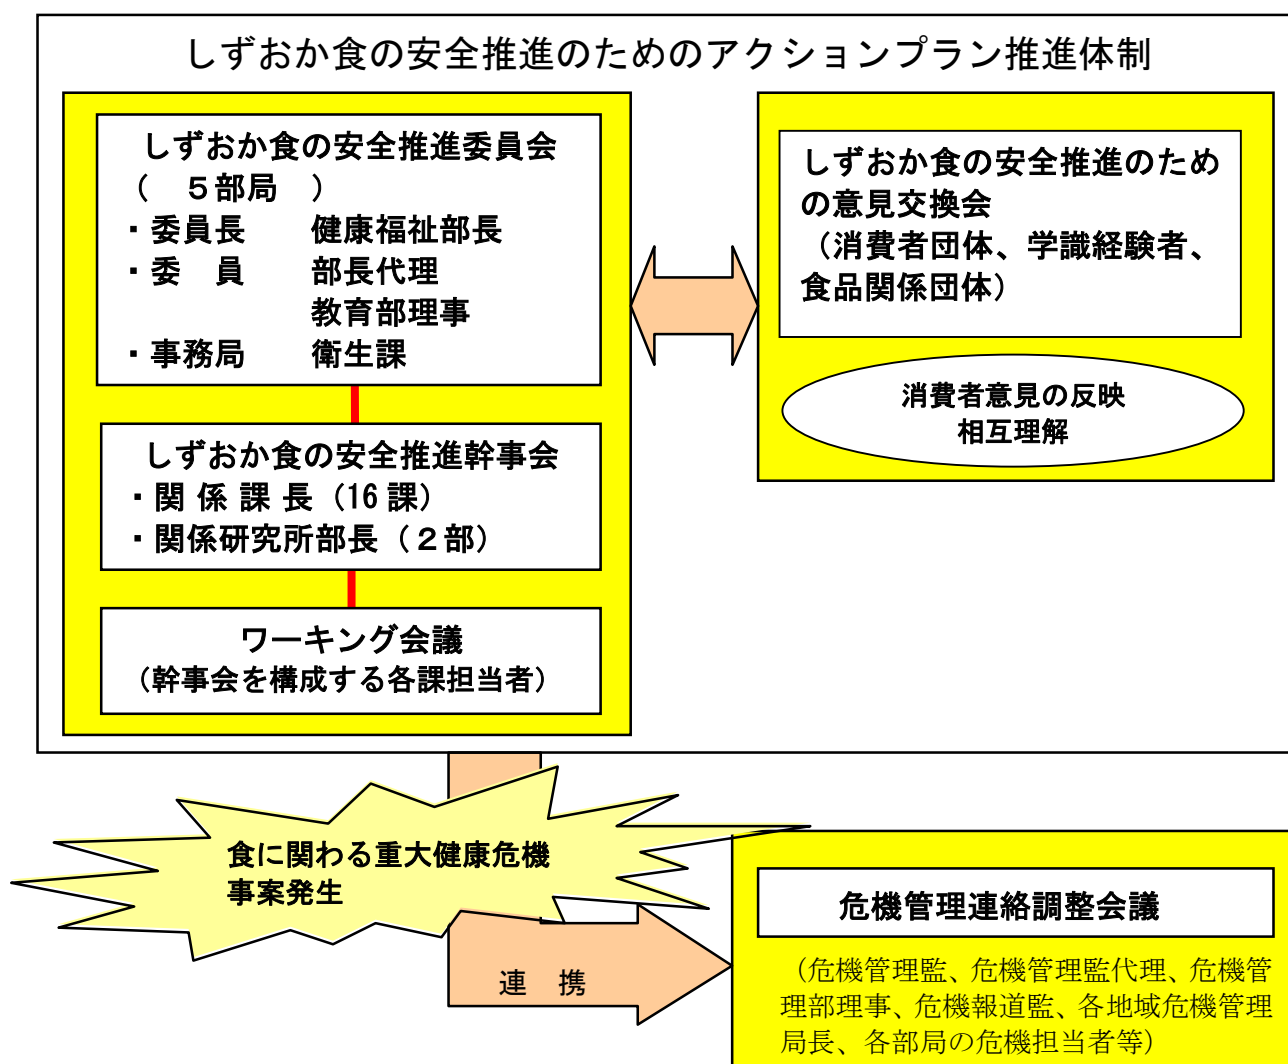 しずおか食の安全推進のためのアクションプラン推進体制
しずおか食の安全推進委員会
（　５部局　）
・委員長　　健康福祉部長
・委　員　　部長代理
教育部理事
・事務局　　衛生課
しずおか食の安全推進幹事会
・関 係 課 長（16 課）
・関係研究所部長（２部）
ワーキング会議
（幹事会を構成する各課担当者）
しずおか食の安全推進のため
の意見交換会
（消費者団体、学識経験者、
食品関係団体）
消費者意見の反映
相互理解
食に関わる重大健康危機
事案発生
連　携
危機管理連絡調整会議
（危機管理監、危機管理監代理、危機管
理部理事、危機報道監、各地域危機管理
局長、各部局の危機担当者等）